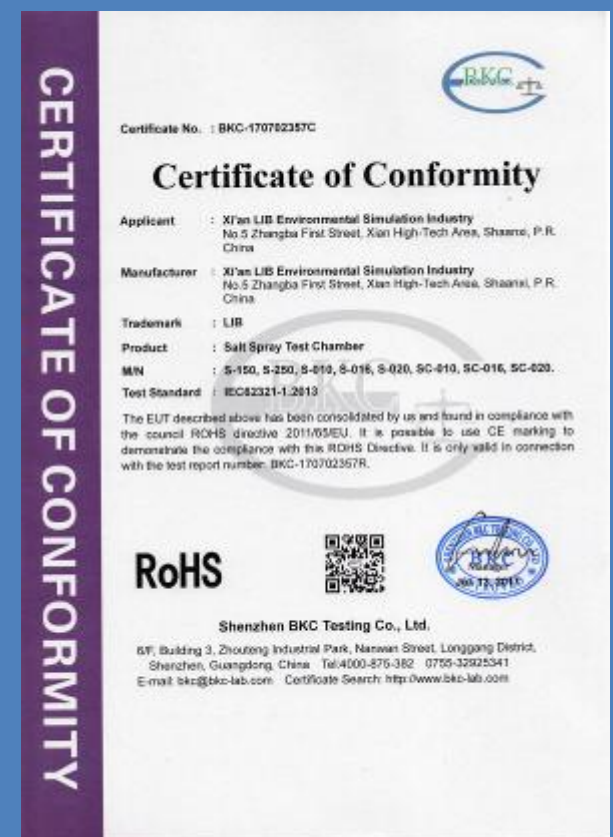 CERTIFICATE OF CONFORMITY
BKC
Certificate No. : BKC-170702357C
Certificate of Conformity
Applicant : Xi'an LIB Environmental Simulation Industry
No.5 Zhangba First Street, Xian High-Tech Area, Shaanxi, P.R.
China
Manufacturer : Xi'an LIB Environmental Simulation Industry
No.5 Zhangba First Street, Xian High-Tech Area, Shaanxi, P.R.
China
Trademark : LIB
Product : Salt Spray Test Chamber
M/N : S-150, S-250, S-010, S-016, S-020, SC-010, SC-016, SC-020.
Test Standard : IEC62321-1:2013
The EUT described above has been consolidated by us and found in compliance with
the council ROHS directive 2011/65/EU. It is possible to use CE marking to
demonstrate the compliance with this ROHS Directive. It is only valid in connection
with the test report number: BKC-170702357R.
RoHS
BKC
Manager
Shenzhen BKC Testing Co., Ltd.
6/F, Building 3, Zhouteng Industrial Park, Nanwan Street, Longgang District,
Shenzhen, Guangdong, China Tel:4000-875-382 0755-32925341
E-mail: bkc@bkc-lab.com Certificate Search: http://www.bkc-lab.com